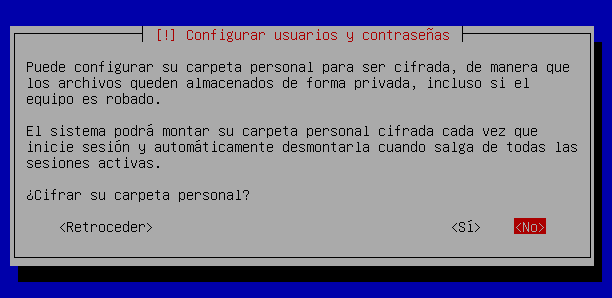 [!] Configurar usuarios y contraseñas
Puede configurar su carpeta personal para ser cifrada, de manera que
los archivos queden almacenados de forma privada, incluso si el
equipo es robado.
El sistema podrá montar su carpeta personal cifrada cada vez que
inicie sesión y automáticamente desmontarla cuando salga de todas las
sesiones activas.
¿Cifrar su carpeta personal?
<Retroceder> <Sí> <No>